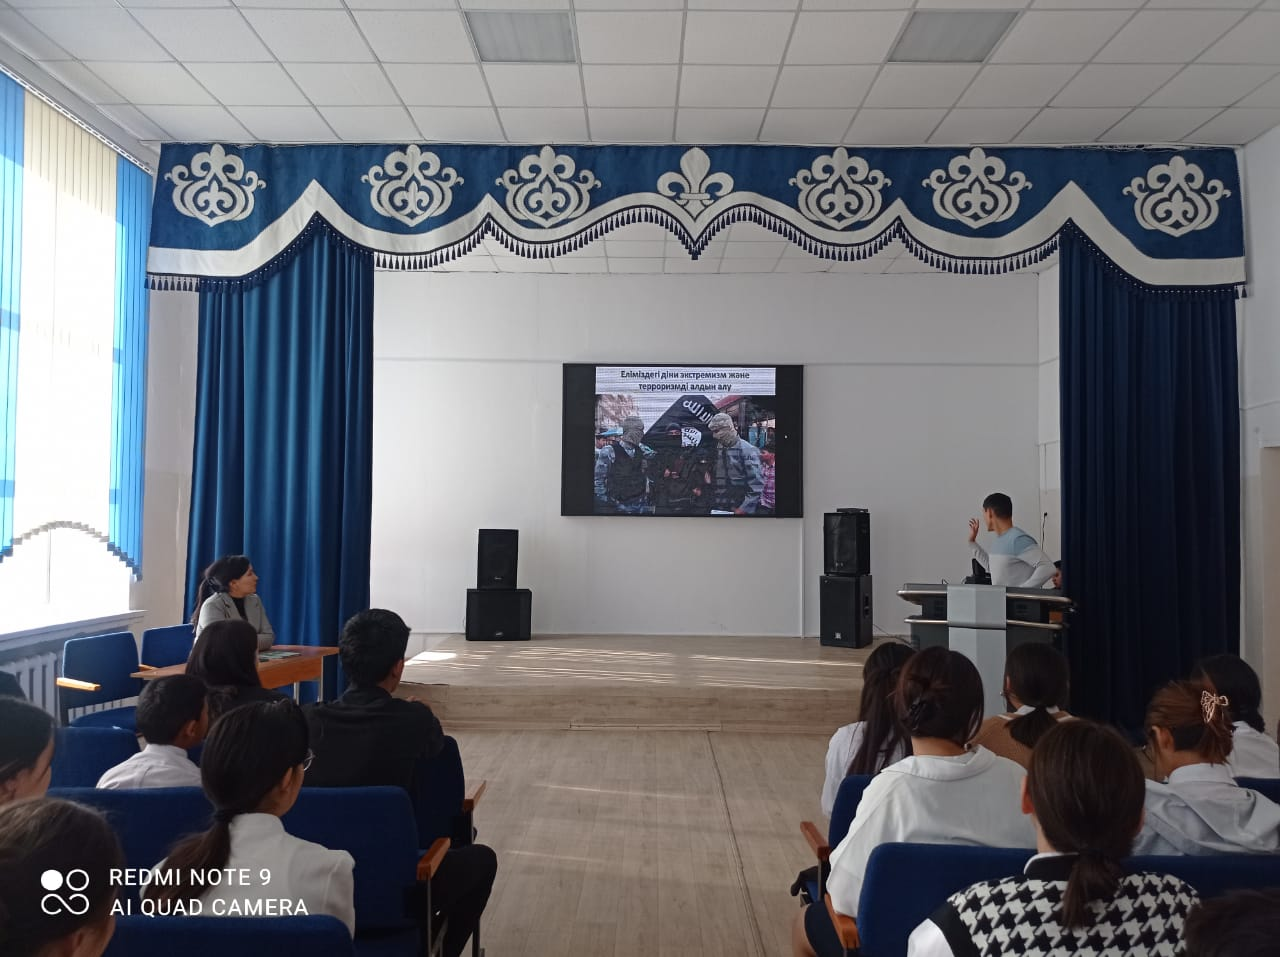 Еліміздегі діни экстремизм және
терроризмді алдын алу
REDMI NOTE 9
AI QUAD CAMERA